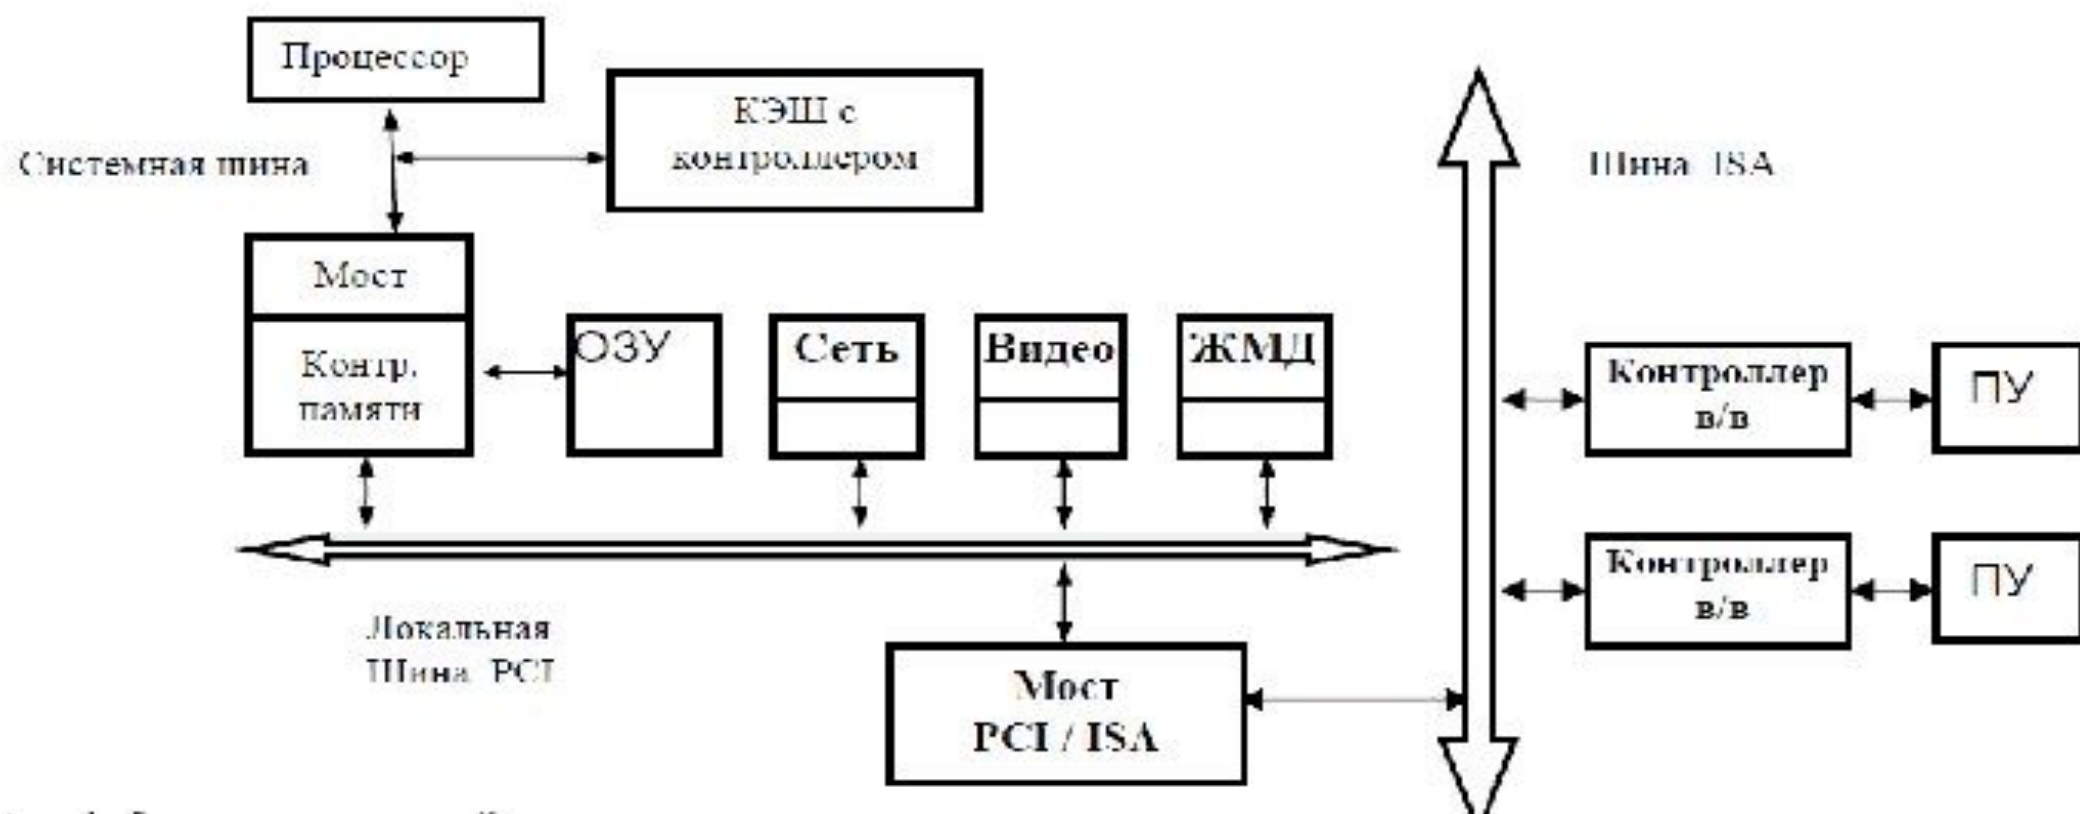 Процессор
КЭШ с
контроллером
Системная шина
Шина ISA
Мост
Контр.
памяти
ОЗУ
Сеть
Видео
ЖМД
Контроллер
в/в
ПУ
Контроллер
в/в
ПУ
Локальная
Шина PCI
Мост
PCI / ISA